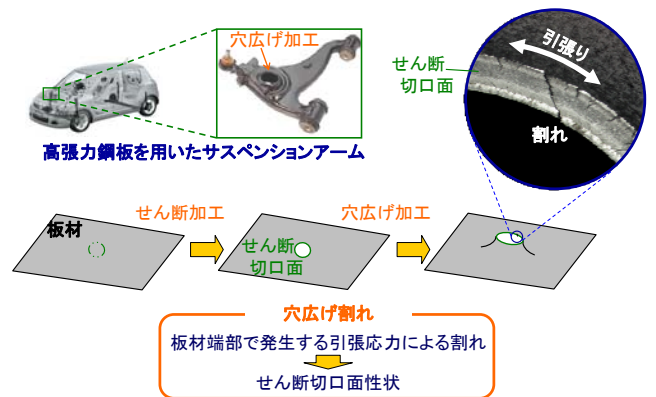 穴広げ加工
高張力鋼板を用いたサスペンションアーム
引張り
せん断
切口面
割れ
せん断加工
穴広げ加工
板材
せん断
切口面
穴広げ割れ
板材端部で発生する引張応力による割れ
せん断切口面性状